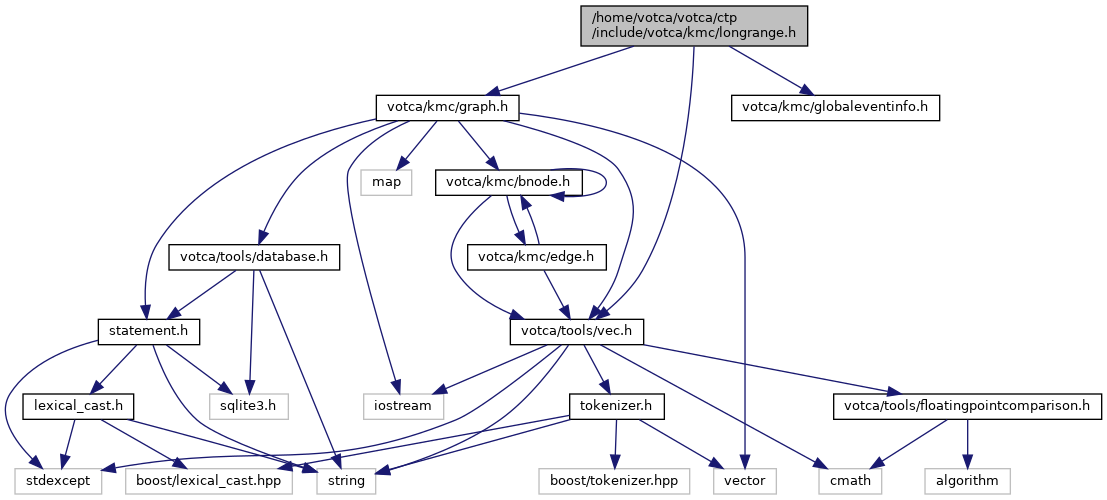 /home/votca/votca/ctp
/include/votca/kmc/longrange.h
votca/kmc/graph.h
votca/kmc/globaleventinfo.h
map
votca/kmc/bnode.h
votca/tools/database.h
votca/kmc/edge.h
statement.h
votca/tools/vec.h
lexical_cast.h
sqlite3.h
iostream
tokenizer.h
votca/tools/floatingpointcomparison.h
stdexcept
boost/lexical_cast.hpp
string
boost/tokenizer.hpp
vector
cmath
algorithm